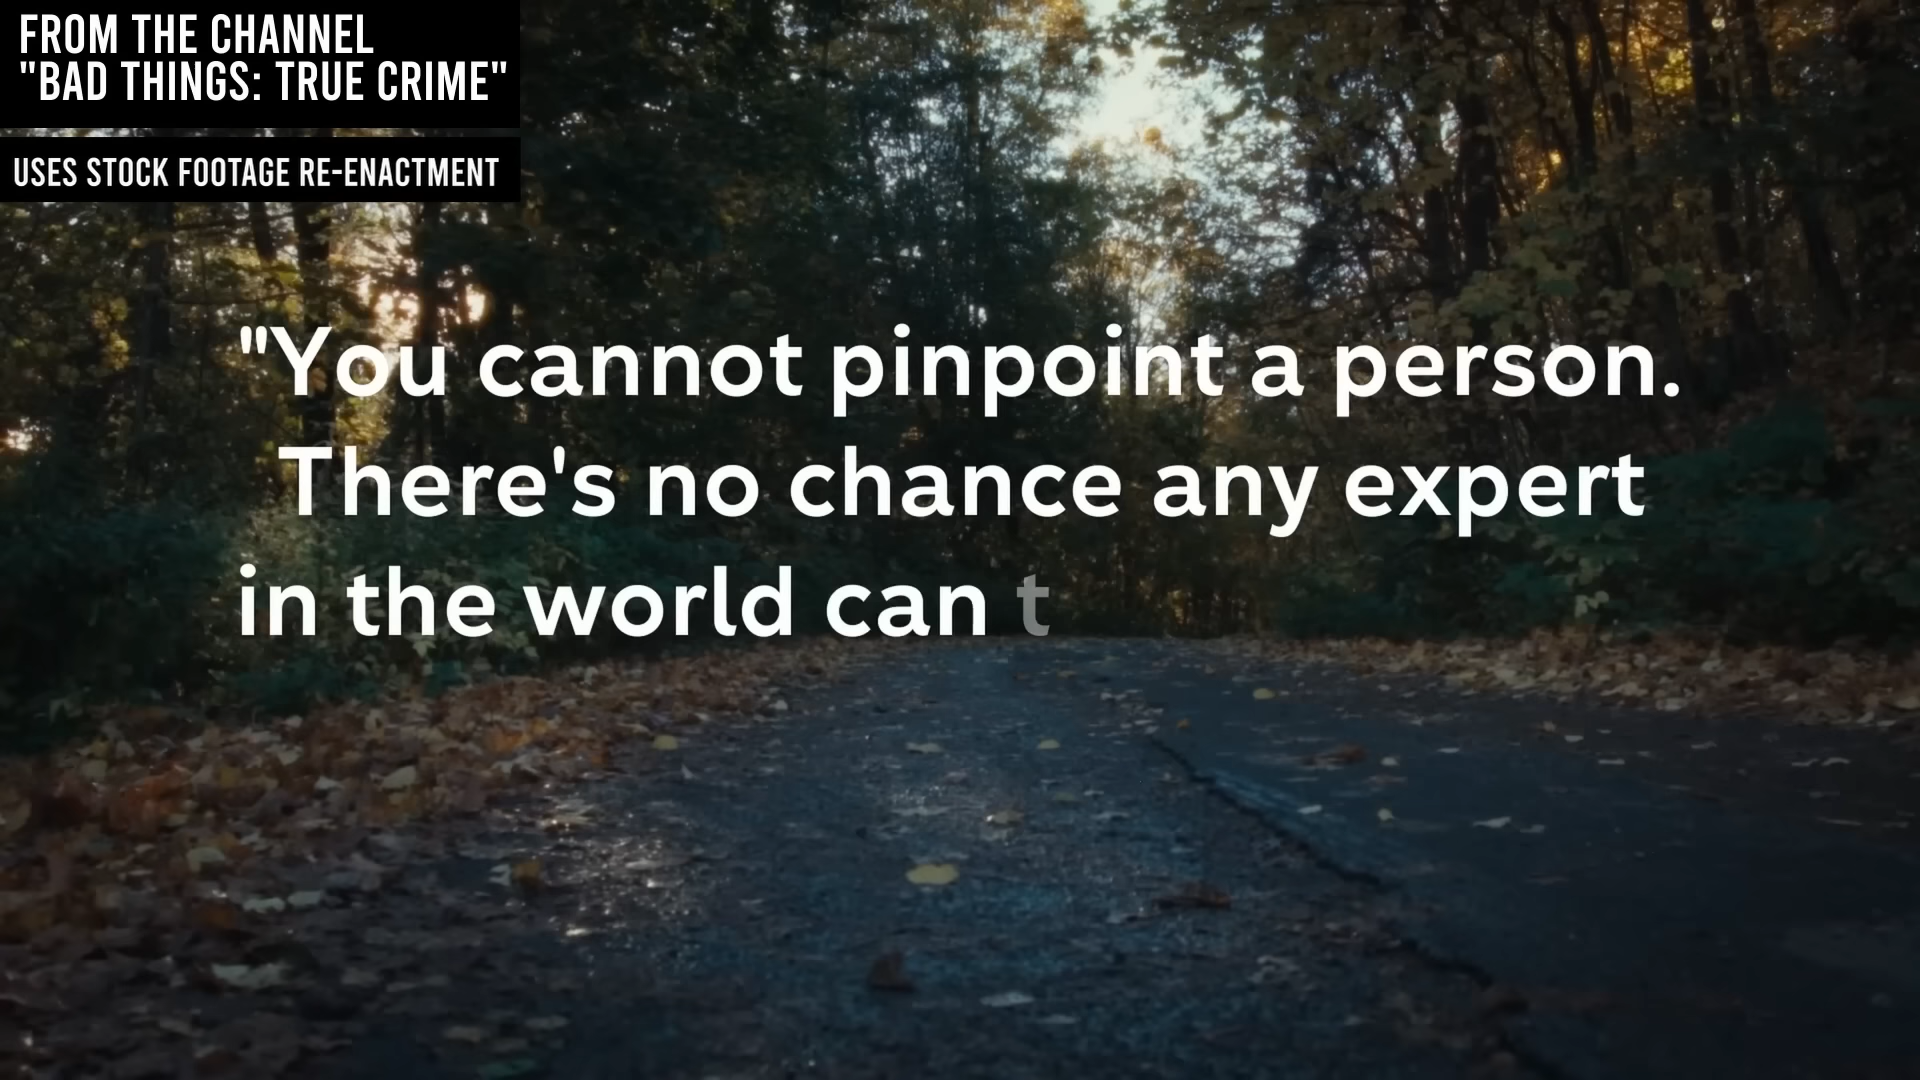 FROM THE CHANNEL
"BAD THINGS: TRUE CRIME"
USES STOCK FOOTAGE RE-ENACTMENT
"You cannot pinpoint a person.
There's no chance any expert
in the world can t